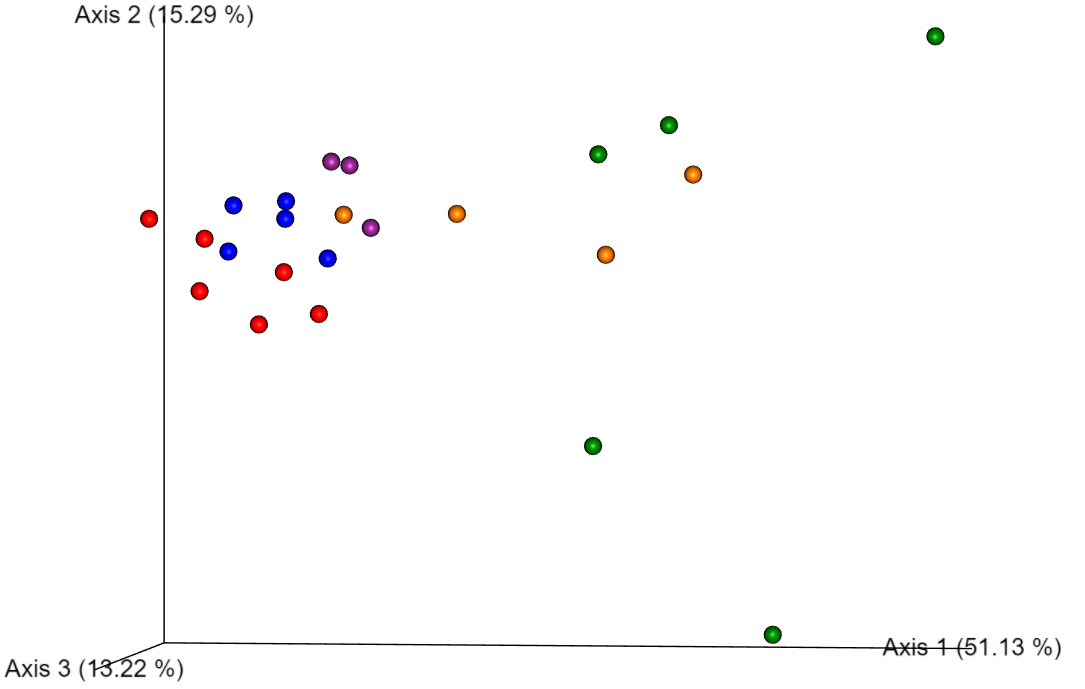 Axis 2 (15.29 %)
Axis 1 (51.13 %)
Axis 3 (13.22 %)